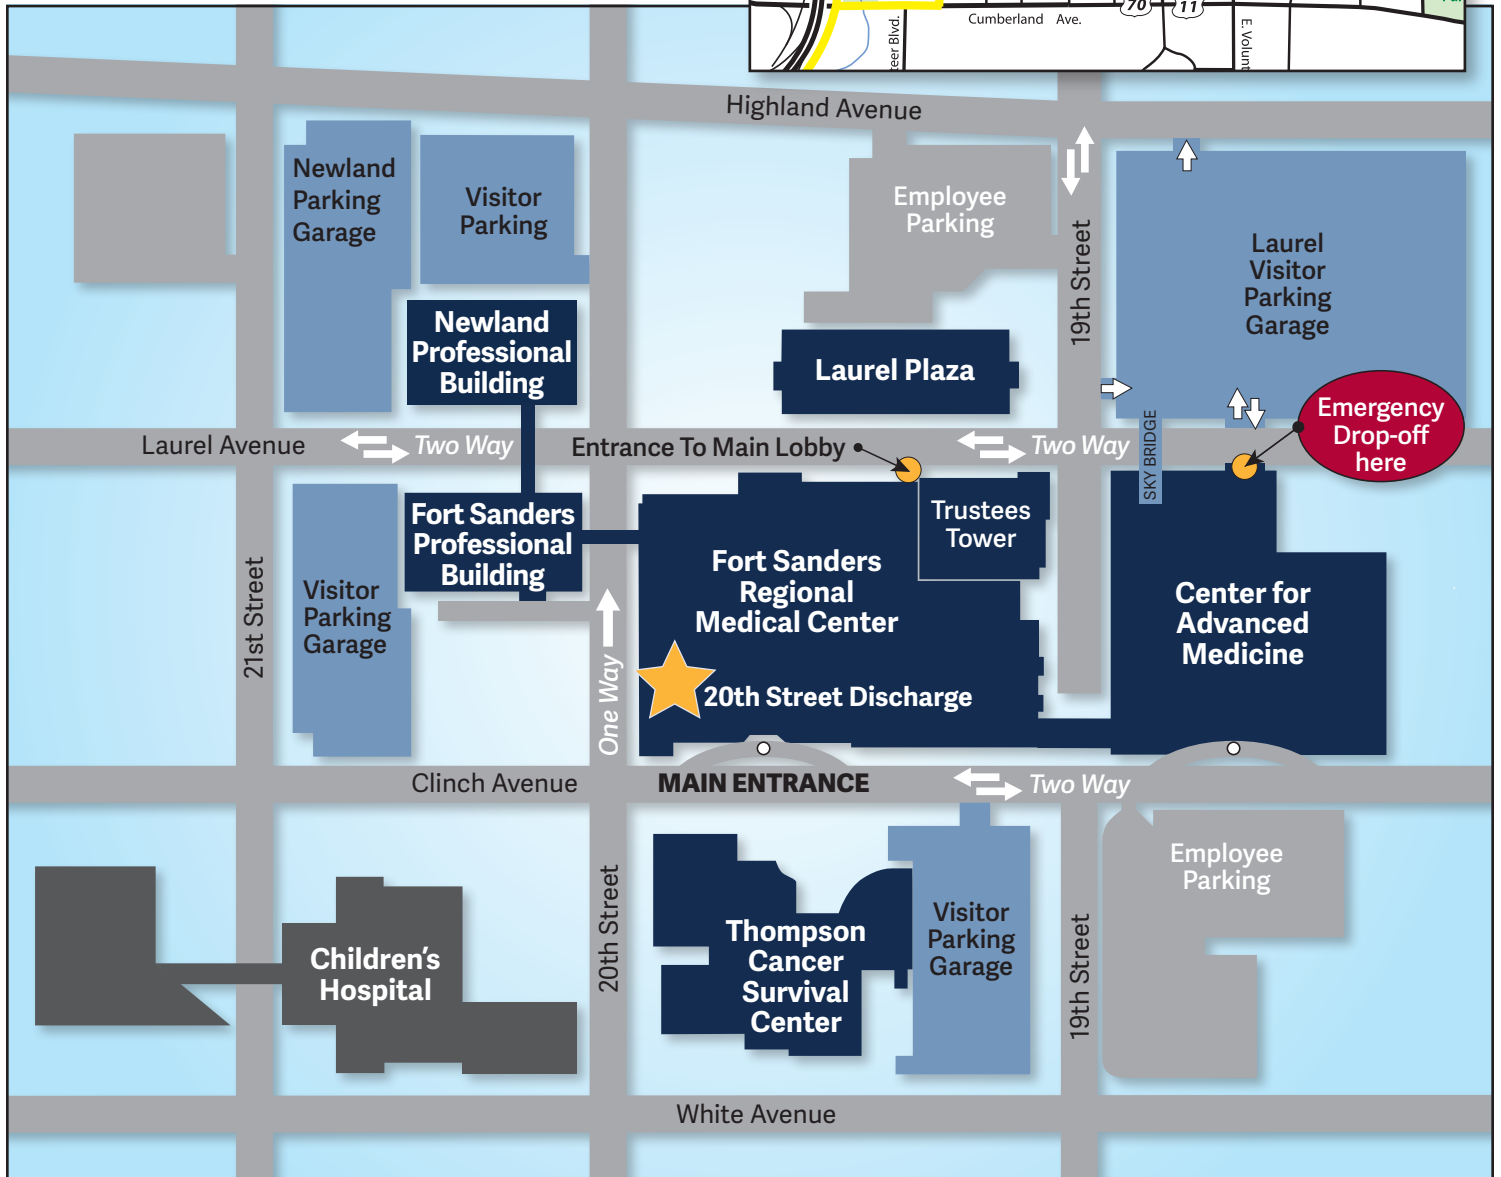 70
11
Cumberland Ave.
teer Blvd.
E. Volunt
Highland Avenue
Newland
Parking
Garage
Visitor
Parking
Employee
Parking
19th Street
Laurel
Visitor
Parking
Garage
Newland
Professional
Building
Laurel Plaza
Emergency
Drop-off
here
Laurel Avenue
Two Way
Entrance To Main Lobby
Two Way
SKY BRIDGE
Fort Sanders
Professional
Building
Trustees
Tower
Fort Sanders
Regional
Medical Center
21st Street
Visitor
Parking
Garage
Center for
Advanced
Medicine
One Way
20th Street Discharge
Clinch Avenue
MAIN ENTRANCE
Two Way
Employee
Parking
Children's
Hospital
20th Street
Thompson
Cancer
Survival
Center
Visitor
Parking
Garage
19th Street
White Avenue